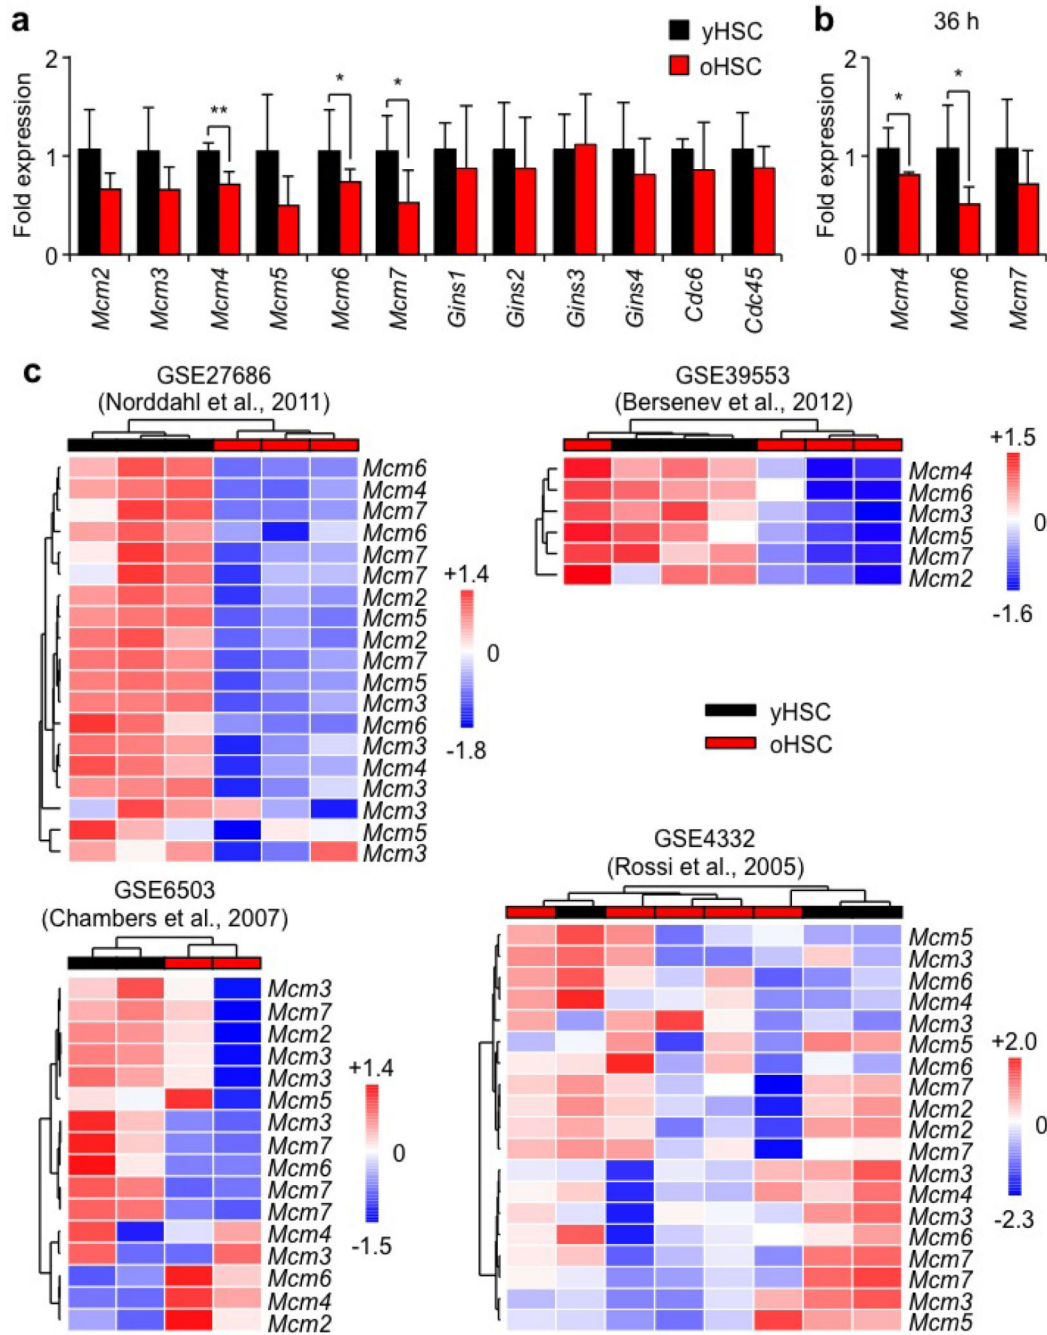 a
yHSC
oHSC
Fold expression
2
1
0
**
*
*
Mcm2
Mcm3
Mcm4
Mcm5
Mcm6
Mcm7
Gins1
Gins2
Gins3
Gins4
Cdc6
Cdc45
b
36 h
Fold expression
2
1
0
*
*
Mcm4
Mcm6
Mcm7
c
GSE27686
(Norddahl et al., 2011)
Mcm6
Mcm4
Mcm7
Mcm6
Mcm7
Mcm7
Mcm2
Mcm5
Mcm2
Mcm7
Mcm5
Mcm3
Mcm6
Mcm3
Mcm4
Mcm3
Mcm3
Mcm5
Mcm3
+1.4
0
-1.8
GSE39553
(Bersenev et al., 2012)
Mcm4
Mcm6
Mcm3
Mcm5
Mcm7
Mcm2
+1.5
0
-1.6
yHSC
oHSC
GSE6503
(Chambers et al., 2007)
Mcm3
Mcm7
Mcm2
Mcm3
Mcm3
Mcm5
Mcm3
Mcm7
Mcm6
Mcm7
Mcm7
Mcm4
Mcm3
Mcm6
Mcm4
Mcm2
+1.4
0
-1.5
GSE4332
(Rossi et al., 2005)
Mcm5
Mcm3
Mcm6
Mcm4
Mcm3
Mcm5
Mcm6
Mcm7
Mcm2
Mcm2
Mcm7
Mcm3
Mcm4
Mcm3
Mcm6
Mcm7
Mcm7
Mcm3
Mcm5
+2.0
0
-2.3